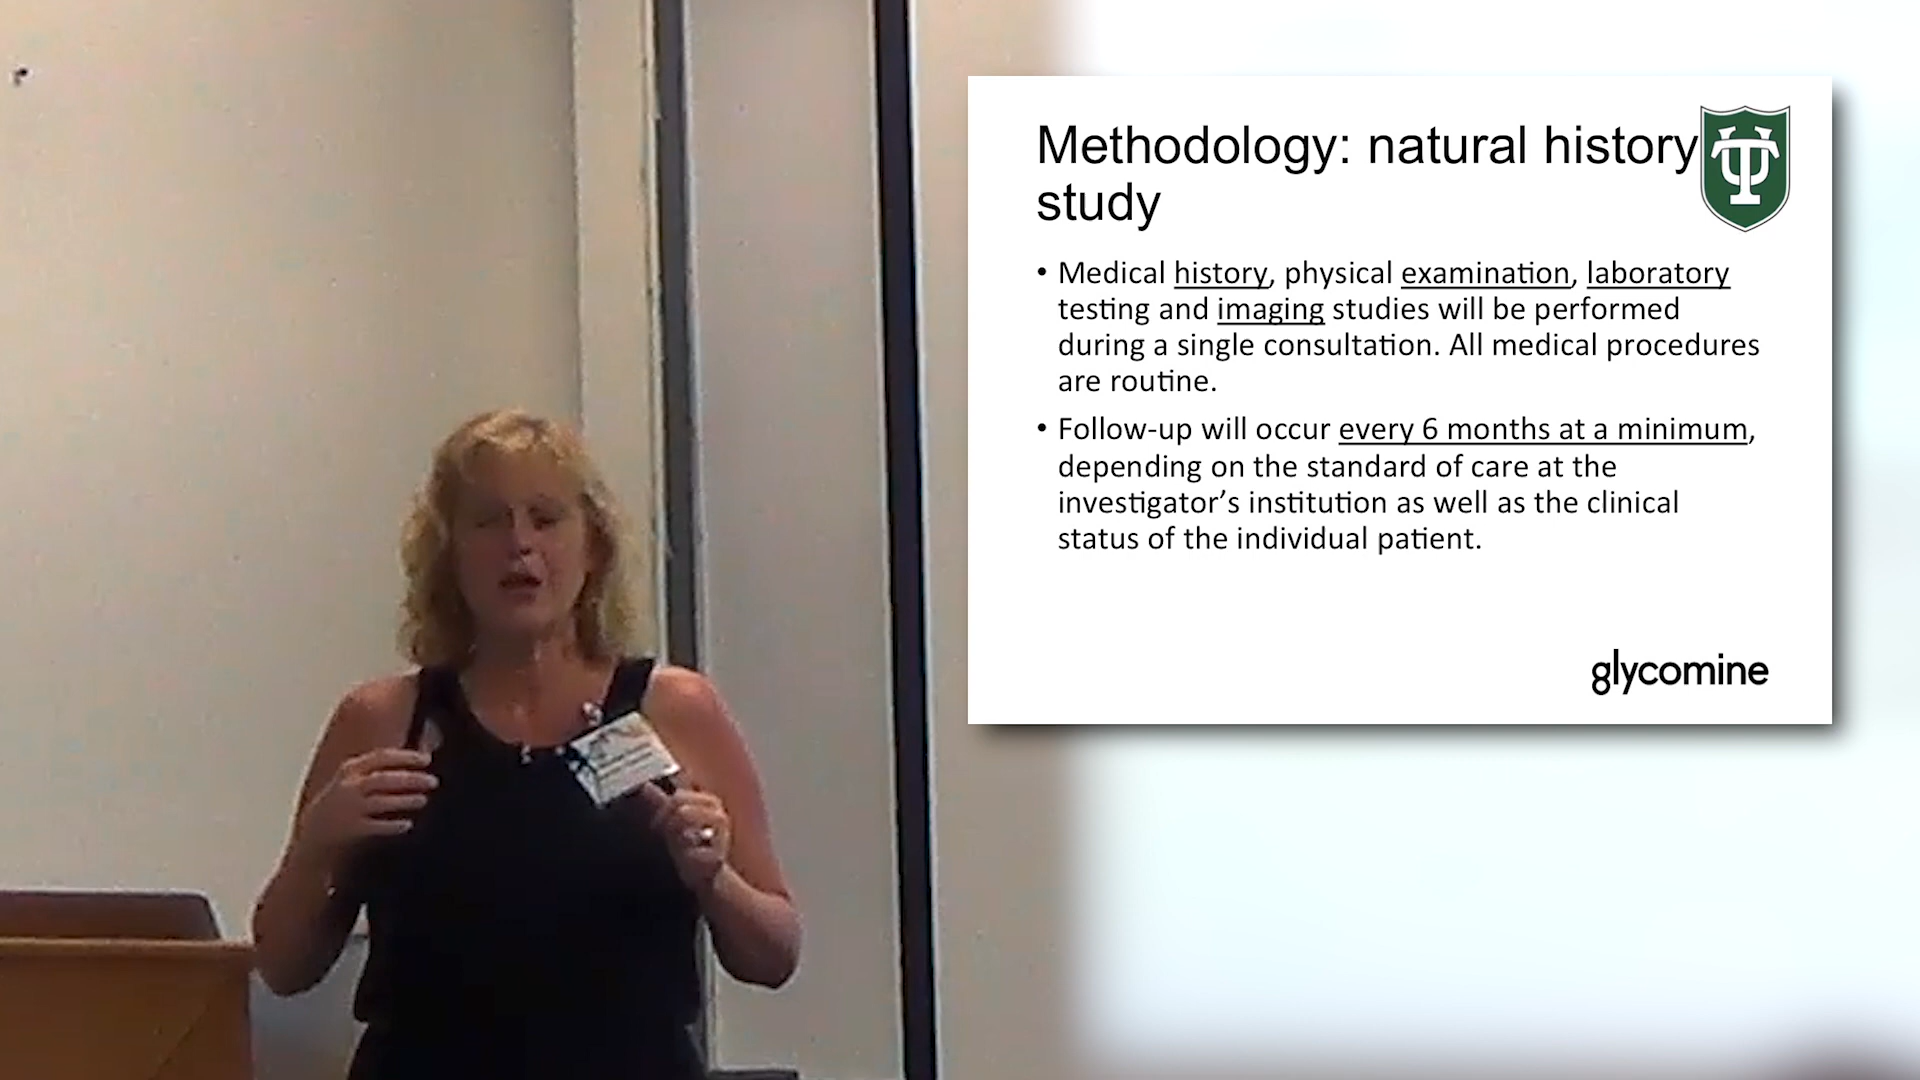 Methodology: natural history
study
• Medical history, physical examination, laboratory
testing and imaging studies will be performed
during a single consultation. All medical procedures
are routine.
• Follow-up will occur every 6 months at a minimum,
depending on the standard of care at the
investigator’s institution as well as the clinical
status of the individual patient.
glycomine